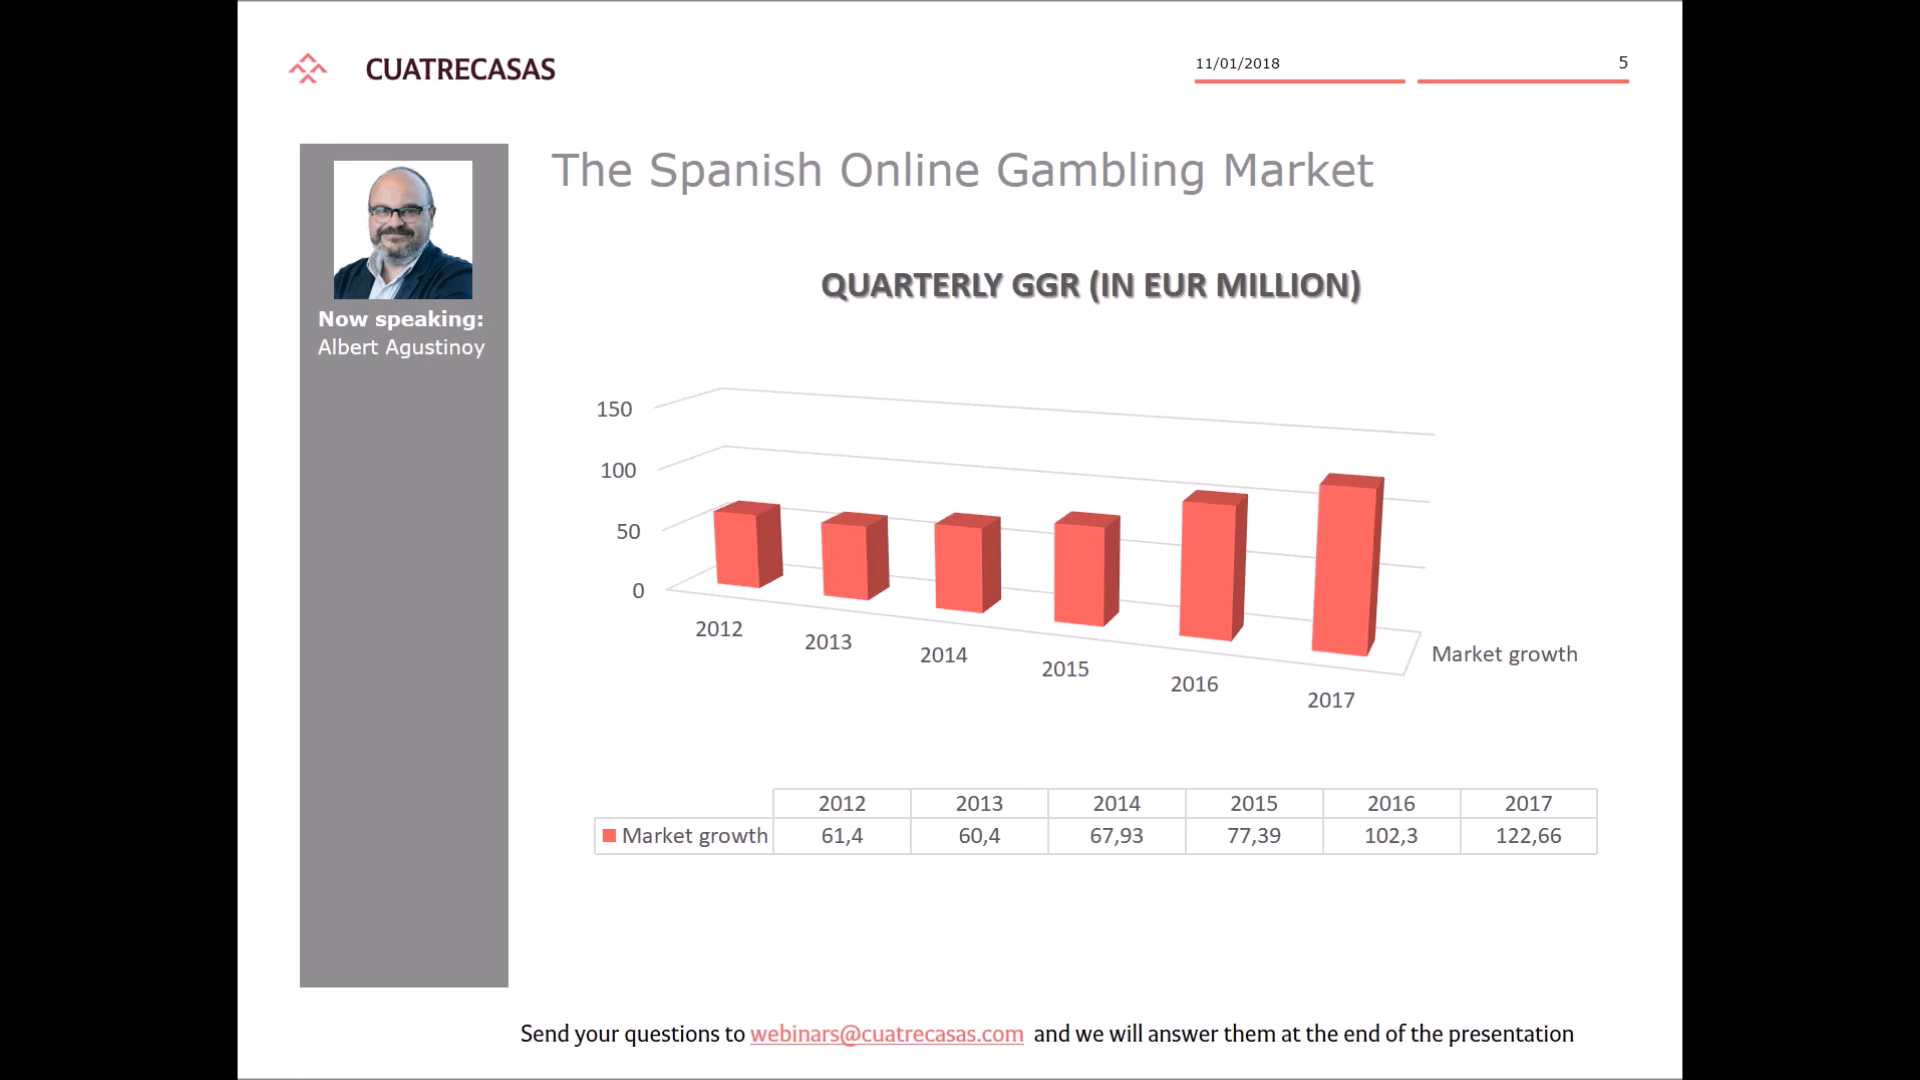 CUATRECASAS
11/01/2018
5
Now speaking:
Albert Agustinoy
The Spanish Online Gambling Market
QUARTERLY GGR (IN EUR MILLION)
150
100
50
0
2012
2013
2014
2015
2016
2017
Market growth
2012 2013 2014 2015 2016 2017
Market growth 61,4 60,4 67,93 77,39 102,3 122,66
Send your questions to webinars@cuatrecasas.com and we will answer them at the end of the presentation